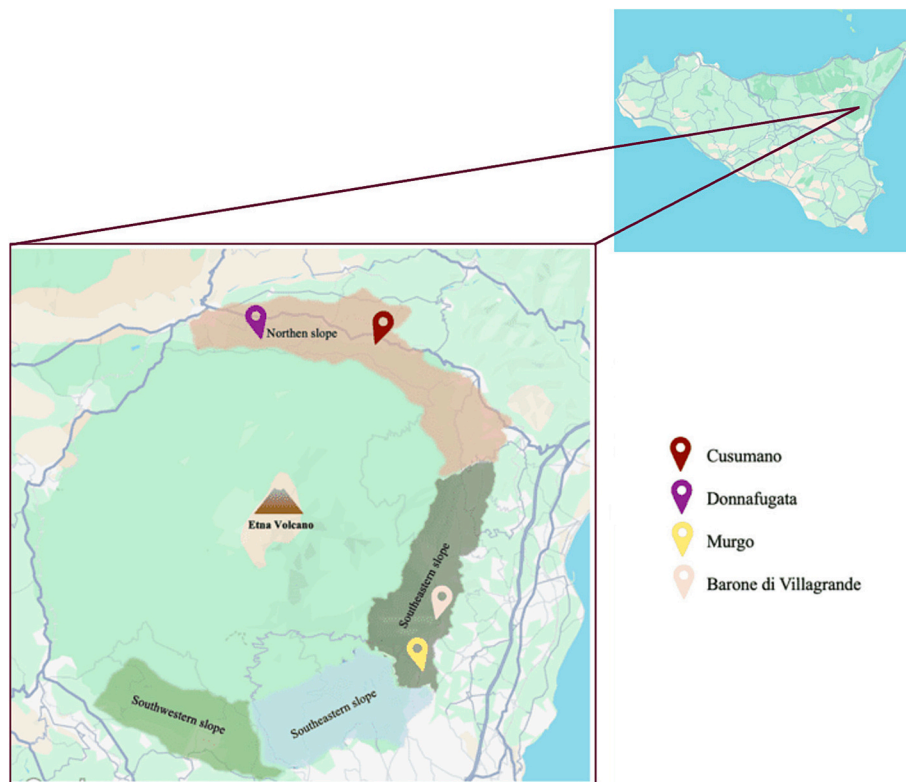 Northen slope
Etna Volcano
Southeastern slope
Southwestern slope
Southeastern slope
Cusumano
Donnafugata
Murgo
Barone di Villagrande